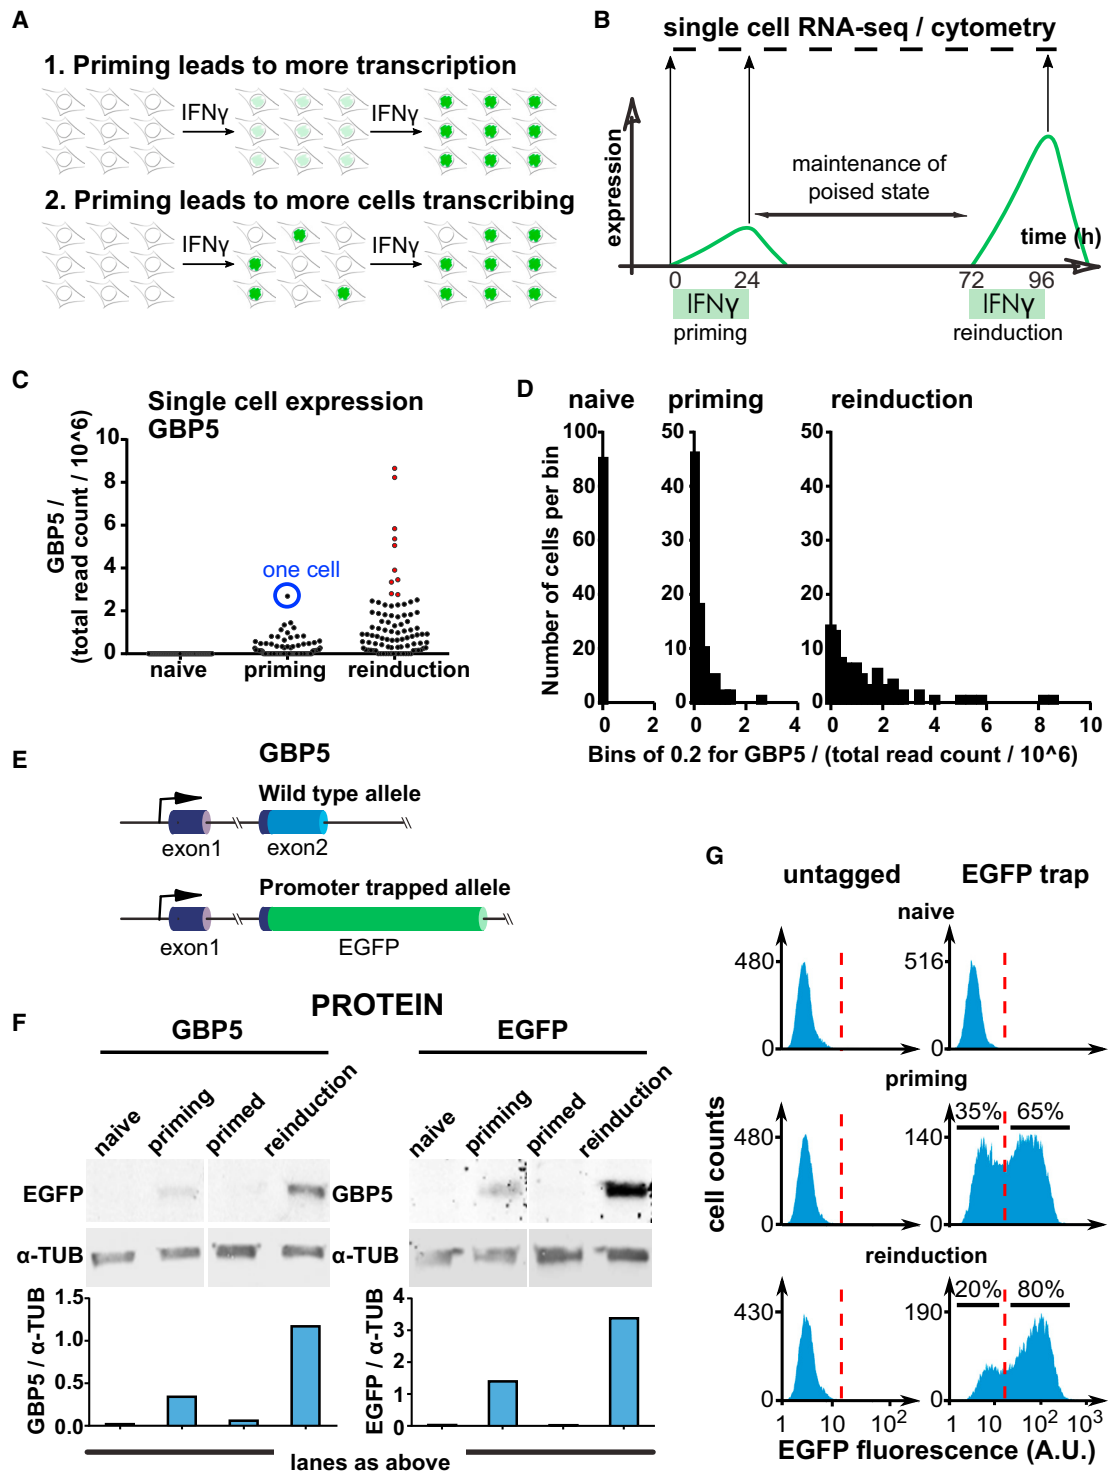 A
1. Priming leads to more transcription
IFNγ
IFNγ
2. Priming leads to more cells transcribing
IFNγ
IFNγ
B
single cell RNA-seq / cytometry
expression
maintenance of
poised state
time (h)
0 24 72 96
IFNγ IFNγ
priming reinduction
C
Single cell expression
GBP5
GBP5 /
(total read count / 10^6)
10
8
6
4
2
0
one cell
naive priming reinduction
D
naive priming reinduction
Number of cells per bin
100
80
60
40
20
0
50
40
30
20
10
0
50
40
30
20
10
0
0 2 0 2 4 0 2 4 6 8 10
Bins of 0.2 for GBP5 / (total read count / 10^6)
E
GBP5
Wild type allele
exon1 exon2
Promoter trapped allele
exon1 EGFP
F
PROTEIN
GBP5 EGFP
naive priming primed reinduction
naive priming primed reinduction
EGFP GBP5
α-TUB α-TUB
GBP5 / α-TUB
1.5
1.0
0.5
0.0
EGFP / α-TUB
4
3
2
1
0
lanes as above
G
untagged EGFP trap
naive
480 516
0 0
priming
35% 65%
480 140
0 0
cell counts
reinduction
20% 80%
430 190
0 0
1 10 10² 1 10 10² 10³
EGFP fluorescence (A.U.)